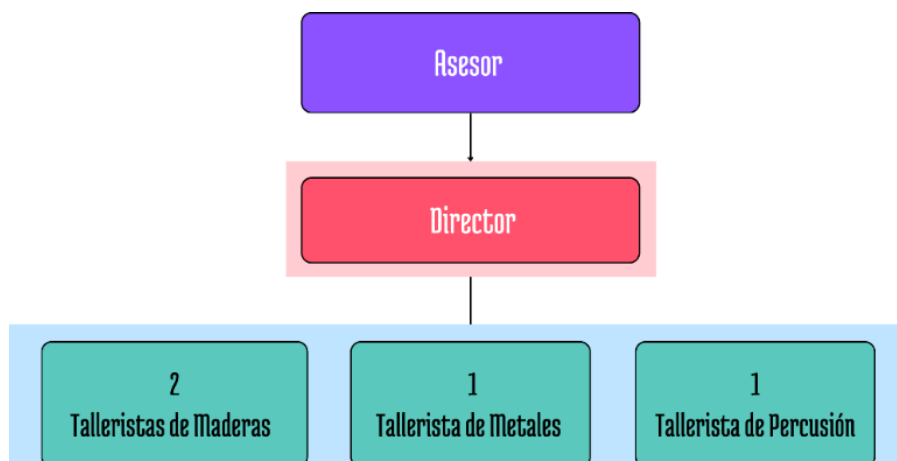 Asesor
Director
2
Talleristas de Maderas
1
Tallerista de Metales
1
Tallerista de Percusión